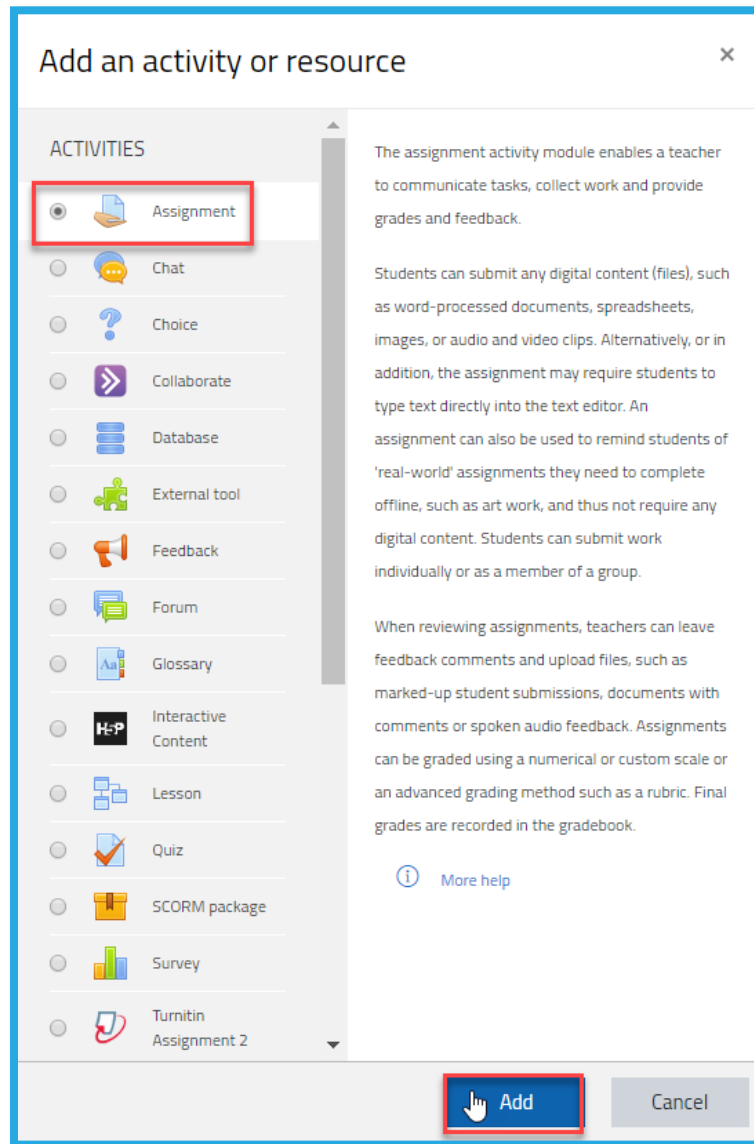 Add an activity or resource
×
ACTIVITIES
Assignment
Chat
Choice
Collaborate
Database
External tool
Feedback
Forum
Aa
Glossary
H5P
Interactive
Content
Lesson
Quiz
SCORM package
Survey
Turnitin
Assignment 2
The assignment activity module enables a teacher
to communicate tasks, collect work and provide
grades and feedback.
Students can submit any digital content (files), such
as word-processed documents, spreadsheets,
images, or audio and video clips. Alternatively, or in
addition, the assignment may require students to
type text directly into the text editor. An
assignment can also be used to remind students of
'real-world' assignments they need to complete
offline, such as art work, and thus not require any
digital content. Students can submit work
individually or as a member of a group.
When reviewing assignments, teachers can leave
feedback comments and upload files, such as
marked-up student submissions, documents with
comments or spoken audio feedback. Assignments
can be graded using a numerical or custom scale or
an advanced grading method such as a rubric. Final
grades are recorded in the gradebook.
More help
Add
Cancel